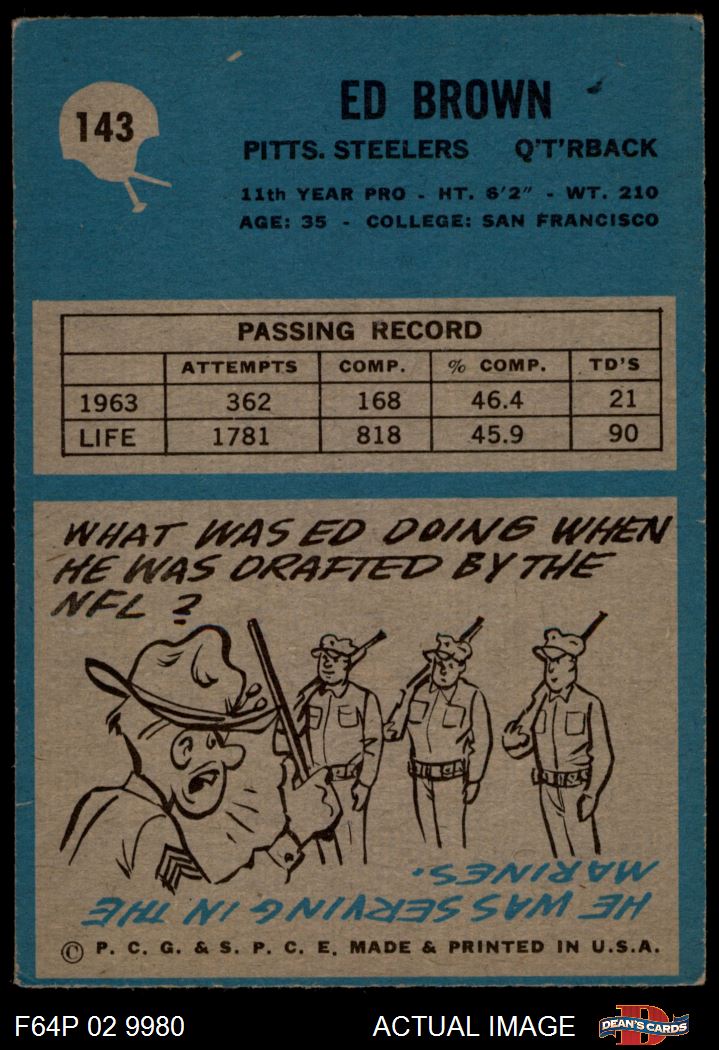 143
ED BROWN
PITTS. STEELERS Q'T'RBACK
11th YEAR PRO - HT. 6'2" - WT. 210
AGE: 35 - COLLEGE: SAN FRANCISCO
PASSING RECORD
ATTEMPTS COMP. % COMP. TD'S
1963 362 168 46.4 21
LIFE 1781 818 45.9 90
WHAT WAS ED DOING WHEN
HE WAS DRAFTED BY THE
NFL ?
HE WAS SERVING IN THE
MARINES.
© P. C. G. & S. P. C. E. MADE & PRINTED IN U.S.A.
F64P 02 9980 ACTUAL IMAGE D DEAN'S CARDS